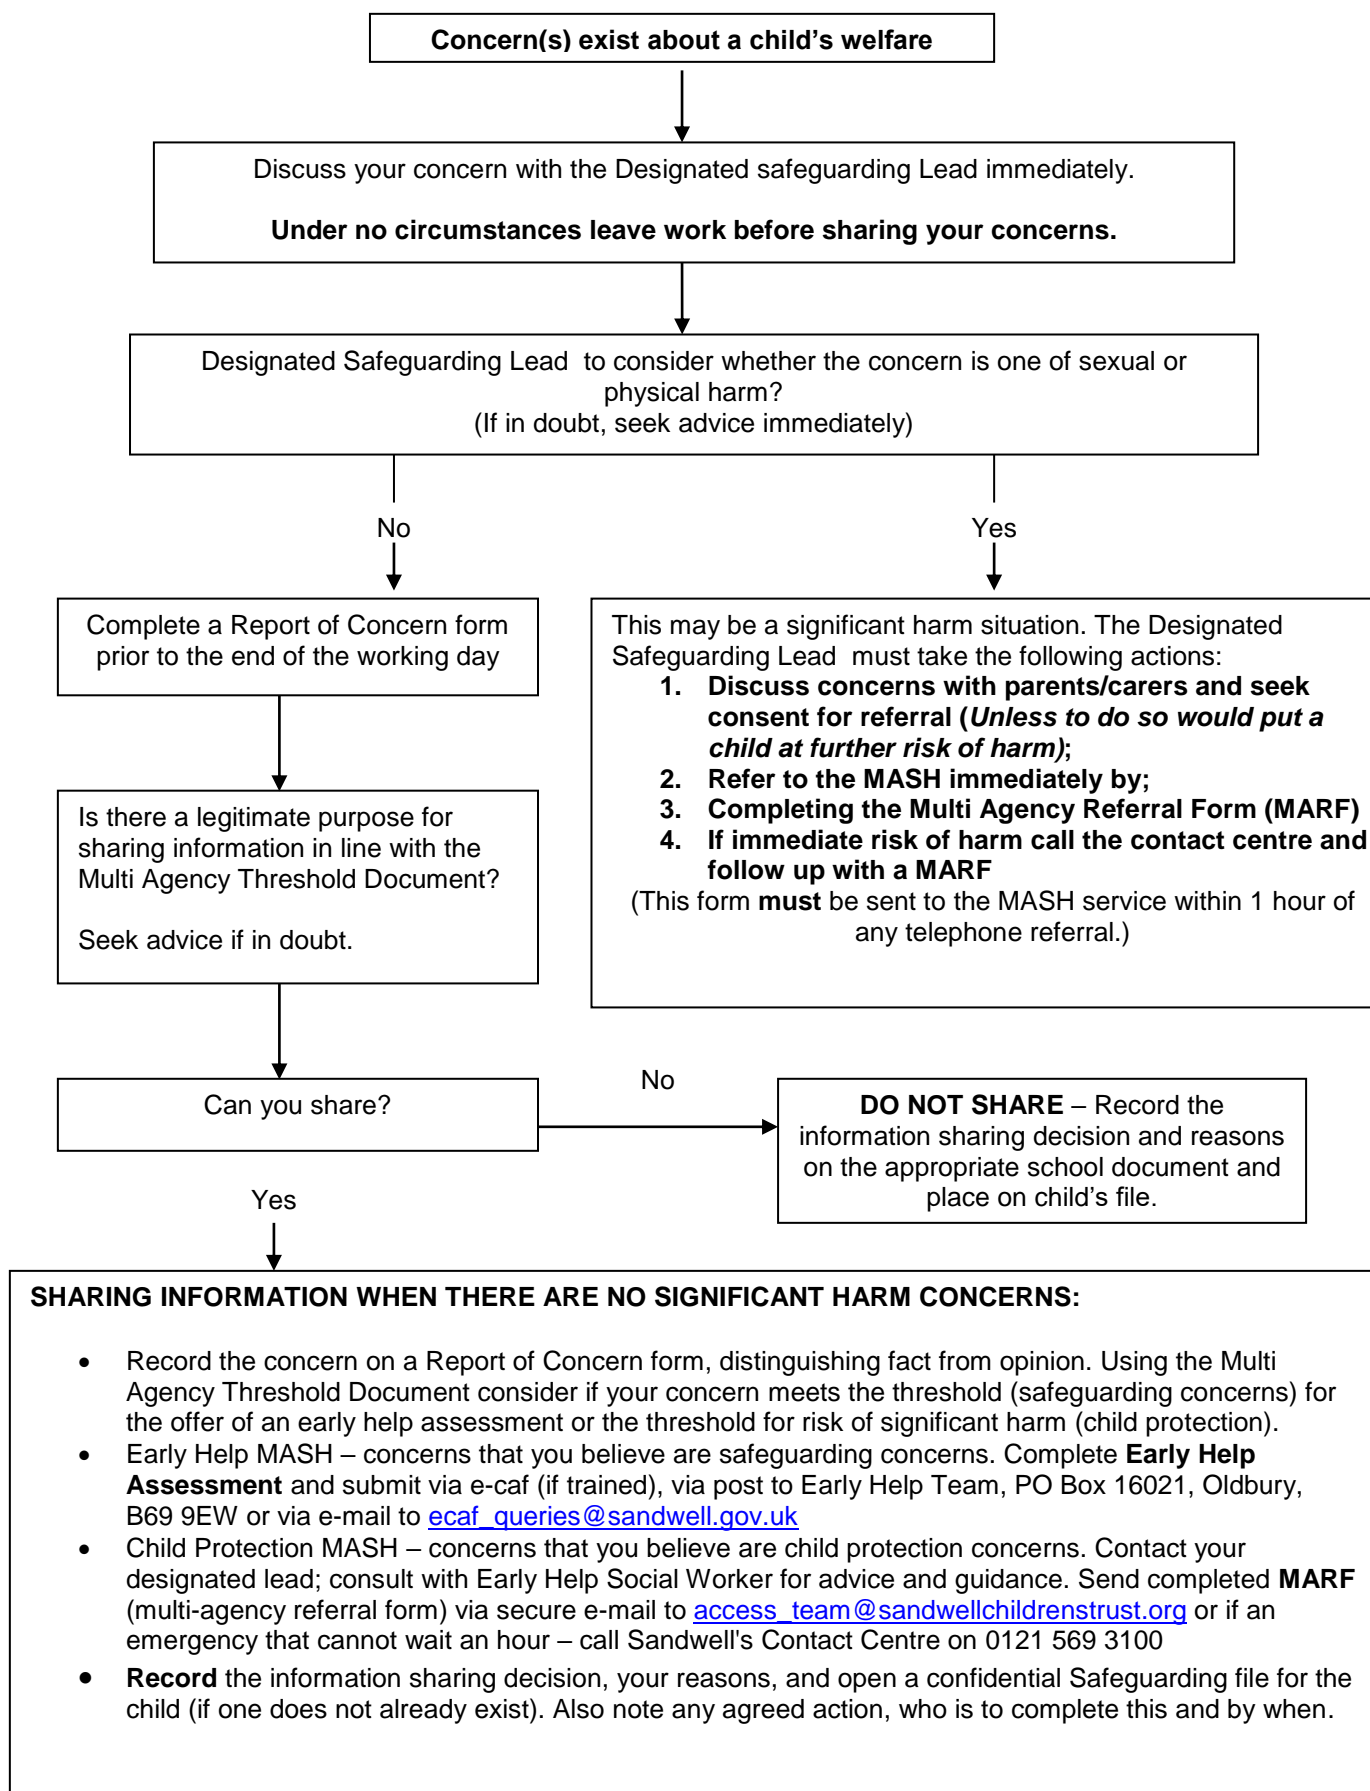 Concern(s) exist about a child’s welfare
Discuss your concern with the Designated safeguarding Lead immediately.
Under no circumstances leave work before sharing your concerns.
Designated Safeguarding Lead  to consider whether the concern is one of sexual or
physical harm?
(If in doubt, seek advice immediately)
No
Yes
Complete a Report of Concern form
prior to the end of the working day
This may be a significant harm situation. The Designated
Safeguarding Lead  must take the following actions:
1. Discuss concerns with parents/carers and seek
consent for referral (Unless to do so would put a
child at further risk of harm);
2. Refer to the MASH immediately by;
3. Completing the Multi Agency Referral Form (MARF)
4. If immediate risk of harm call the contact centre and
follow up with a MARF
(This form must be sent to the MASH service within 1 hour of
any telephone referral.)
Is there a legitimate purpose for
sharing information in line with the
Multi Agency Threshold Document?
Seek advice if in doubt.
Can you share?
No
DO NOT SHARE – Record the
information sharing decision and reasons
on the appropriate school document and
place on child’s file.
Yes
SHARING INFORMATION WHEN THERE ARE NO SIGNIFICANT HARM CONCERNS:
• Record the concern on a Report of Concern form, distinguishing fact from opinion. Using the Multi
Agency Threshold Document consider if your concern meets the threshold (safeguarding concerns) for
the offer of an early help assessment or the threshold for risk of significant harm (child protection).
• Early Help MASH – concerns that you believe are safeguarding concerns. Complete Early Help
Assessment and submit via e-caf (if trained), via post to Early Help Team, PO Box 16021, Oldbury,
B69 9EW or via e-mail to ecaf_queries@sandwell.gov.uk
• Child Protection MASH – concerns that you believe are child protection concerns. Contact your
designated lead; consult with Early Help Social Worker for advice and guidance. Send completed MARF
(multi-agency referral form) via secure e-mail to access_team@sandwellchildrenstrust.org or if an
emergency that cannot wait an hour – call Sandwell's Contact Centre on 0121 569 3100
• Record the information sharing decision, your reasons, and open a confidential Safeguarding file for the
child (if one does not already exist). Also note any agreed action, who is to complete this and by when.